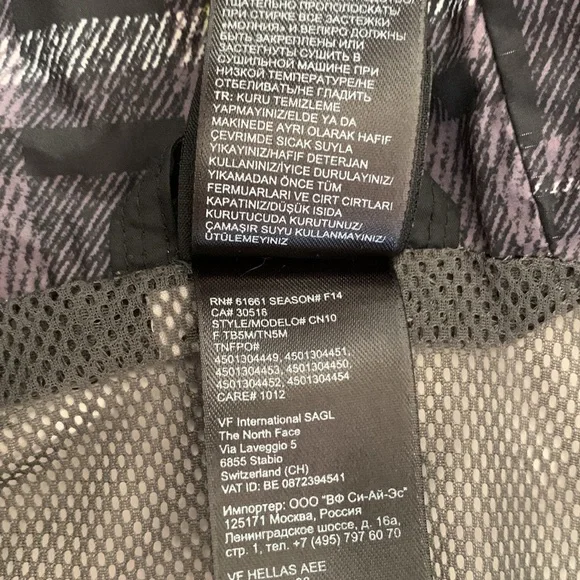 ТЩАТЕЛЬНО ПРОПОЛОСКАТЬ/
ПРИ СТИРКЕ ВСЕ ЗАСТЕЖКИ
«МОЛНИЯ» И ВЕЛКРО ДОЛЖНЫ
БЫТЬ ЗАКРЕПЛЕНЫ ИЛИ
ЗАСТЕГНУТЫ СУШИТЬ В
СУШИЛЬНОЙ МАШИНЕ ПРИ
НИЗКОЙ ТЕМПЕРАТУРЕ/НЕ
ОТБЕЛИВАТЬ/НЕ ГЛАДИТЬ
TR: KURU TEMIZLEME
YAPMAYINIZ/ELDE YA DA
MAKINEDE AYRI OLARAK HAFIF
ÇEVRIMDE SICAK SUYLA
YIKAYINIZ/HAFIF DETERJAN
KULLANINIZ/İYICE DURULAYINIZ/
YIKAMADAN ÖNCE TÜM
FERMUARLARI VE CIRT CIRTLARI
KAPATINIZ/DÜŞÜK ISIDA
KURUTUCUDA KURUTUNUZ/
ÇAMAŞIR SUYU KULLANMAYINIZ/
ÜTÜLEMEYINIZ
RN# 61661 SEASON# F14
CA# 30516
STYLE/MODELO# CN10
F TB5M/TN5M
TNFPO#
4501304449, 4501304451,
4501304453, 4501304450,
4501304452, 4501304454
CARE# 1012
VF International SAGL
The North Face
Via Laveggio 5
6855 Stabio
Switzerland (CH)
VAT ID: BE 0872394541
Импортер: ООО "ВФ Си-Ай-Эс"
125171 Москва, Россия
Ленинградское шоссе, д. 16а,
стр. 1, тел.+7 (495) 797 60 70
VF HELLAS AEE